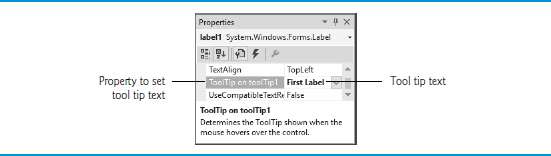 Properties
label1 System.Windows.Forms.Label
TextAlign TopLeft
Property to set
tool tip text
ToolTip on toolTip1 First Label
Tool tip text
UseCompatibleTextRe False
ToolTip on toolTip1
Determines the ToolTip shown when the
mouse hovers over the control.